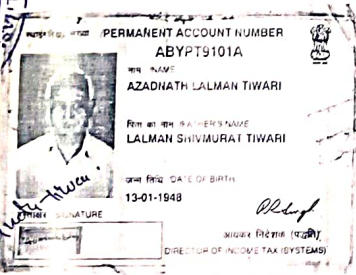 स्थाई लेखा संख्या /PERMANENT ACCOUNT NUMBER
ABYPT9101A
नाम /NAME
AZADNATH LALMAN TIWARI
पिता का नाम /FATHER'S NAME
LALMAN SHIVMURAT TIWARI
जन्म तिथि /DATE OF BIRTH
13-01-1948
हस्ताक्षर /SIGNATURE
आयकर निदेशक (पद्धति)
DIRECTOR OF INCOME TAX (SYSTEMS)